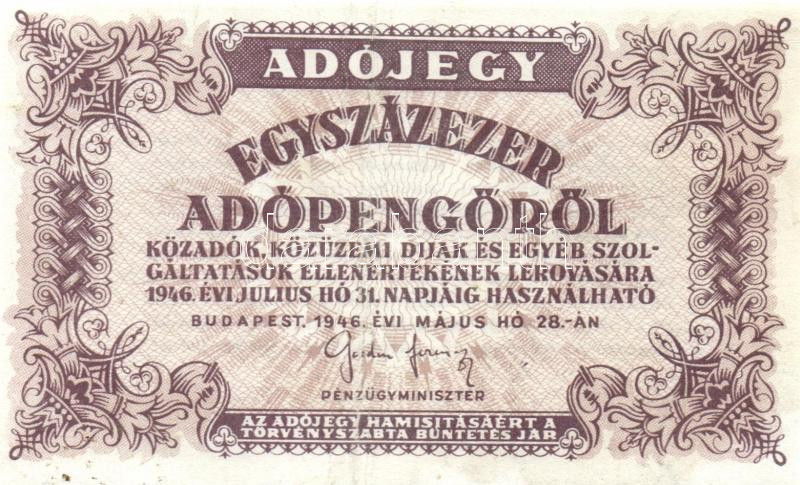 ADÓJEGY
EGYSZÁZEZER
ADÓPENGŐRŐL
KÖZADÓK, KÖZÜZEMI DIJAK ÉS EGYÉB SZOL-
GÁLTATÁSOK ELLENÉRTÉKÉNEK LEROVÁSÁRA
1946. ÉVI JULIUS HÓ 31. NAPJÁIG HASZNÁLHATÓ
BUDAPEST, 1946. ÉVI MÁJUS HÓ 28.-ÁN
PÉNZÜGYMINISZTER
AZ ADÓJEGY HAMISITÁSÁÉRT A
TÖRVÉNYSZABTA BÜNTETÉS JÁR